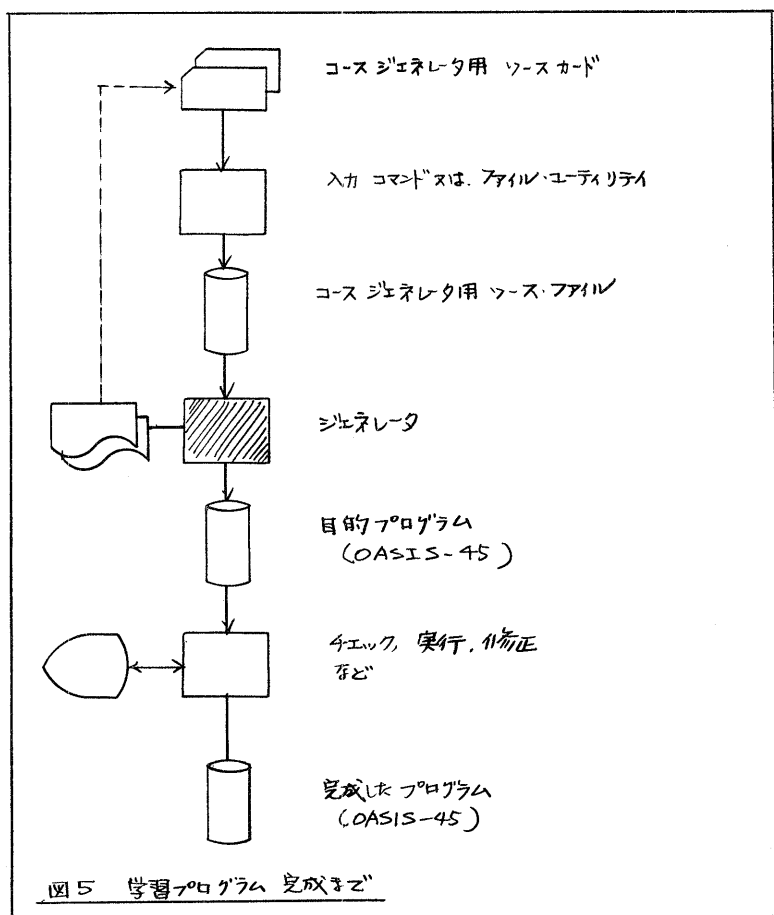 コース ジェネレータ用 ソース カード
入力 コマンド 又は、ファイル・ユーティリティ
コース ジェネレータ用 ソース・ファイル
ジェネレータ
目的プログラム
(OASIS-45)
チェック, 実行, 修正
など
完成した プログラム
(OASIS-45)
図5 学習プログラム 完成まで